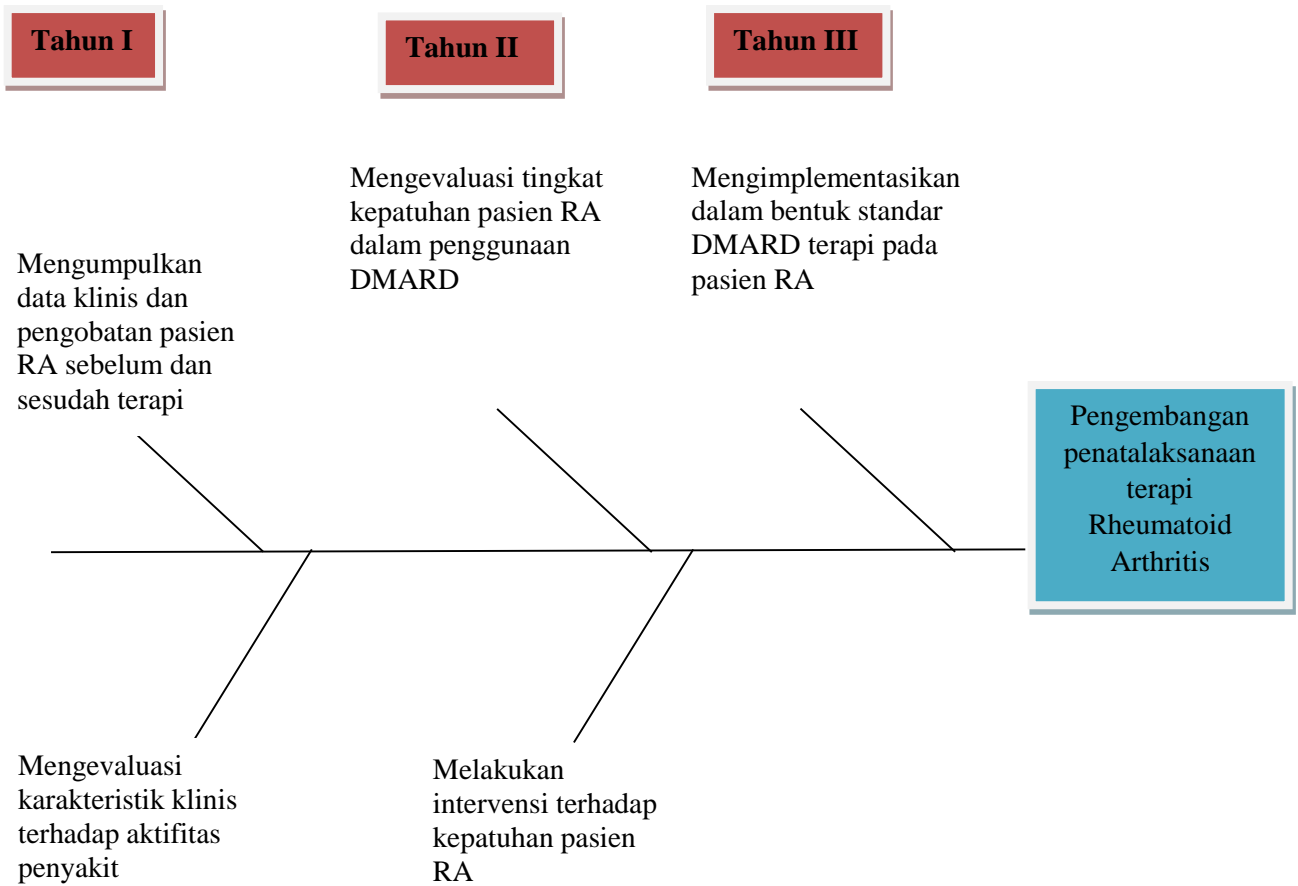 Tahun I
Tahun II
Tahun III
Mengumpulkan
data klinis dan
pengobatan pasien
RA sebelum dan
sesudah terapi
Mengevaluasi tingkat
kepatuhan pasien RA
dalam penggunaan
DMARD
Mengimplementasikan
dalam bentuk standar
DMARD terapi pada
pasien RA
Pengembangan
penatalaksanaan
terapi
Rheumatoid
Arthritis
Mengevaluasi
karakteristik klinis
terhadap aktifitas
penyakit
Melakukan
intervensi terhadap
kepatuhan pasien
RA